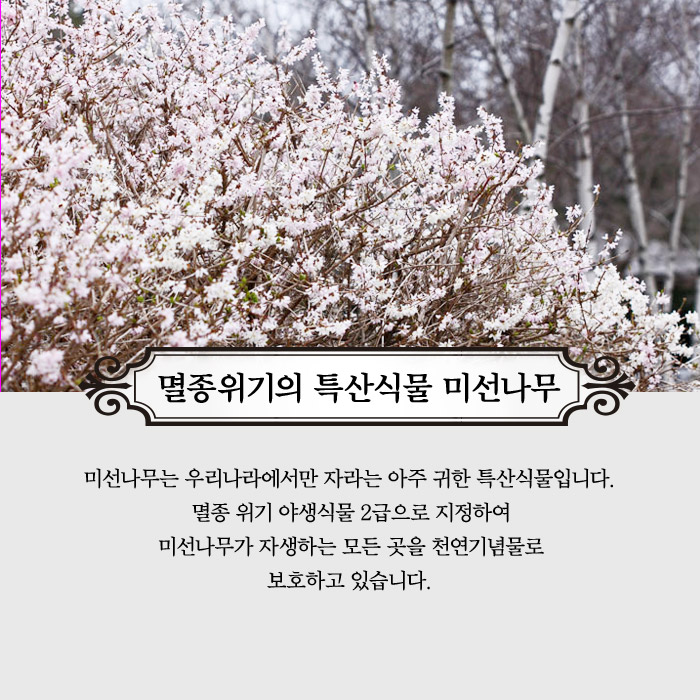 멸종위기의 특산식물 미선나무
미선나무는 우리나라에서만 자라는 아주 귀한 특산식물입니다.
멸종 위기 야생식물 2급으로 지정하여
미선나무가 자생하는 모든 곳을 천연기념물로
보호하고 있습니다.